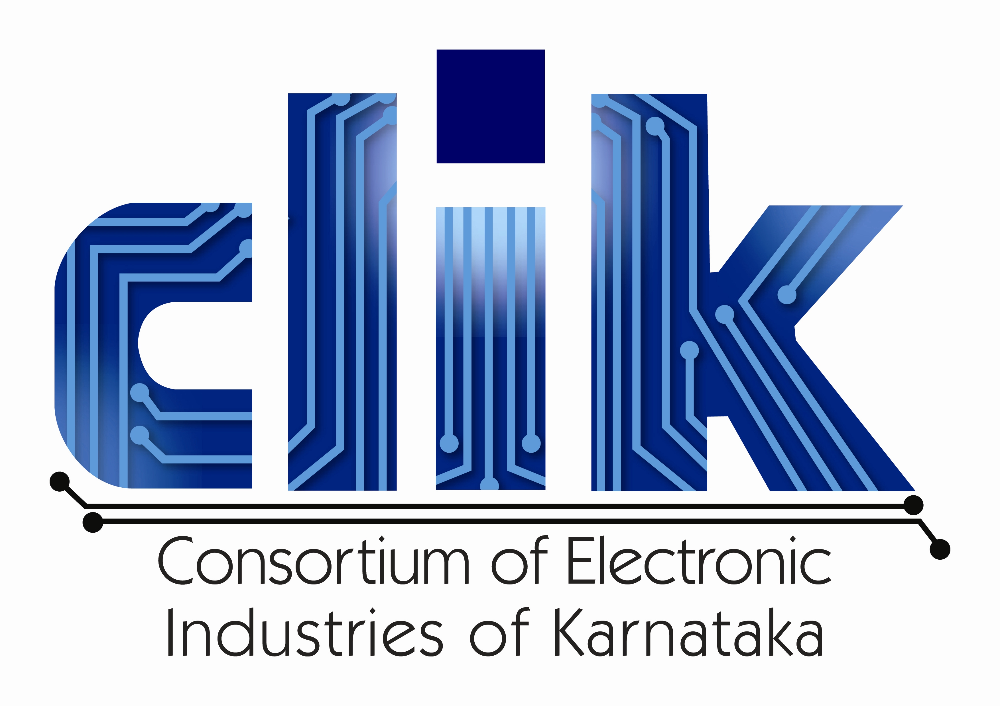 clik
Consortium of Electronic
Industries of Karnataka